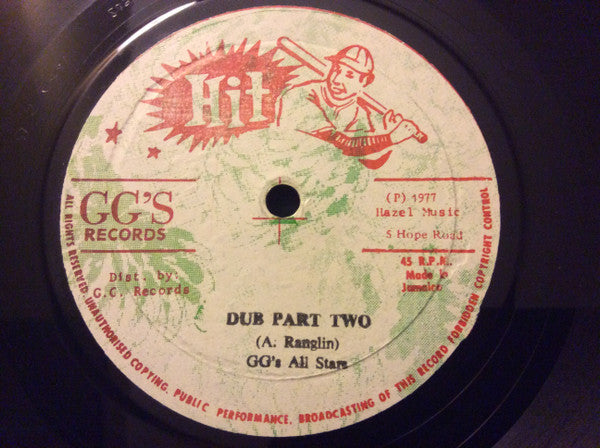 Hit
GG'S
RECORDS
Dist. by:
G.G. Records
(P) 1977
Hazel Music
5 Hope Road
45 R.P.M.
Made in
Jamaica
DUB PART TWO
(A. Ranglin)
GG's All Stars
ALL RIGHTS RESERVED. UNAUTHORISED COPYING, PUBLIC PERFORMANCE, BROADCASTING OF THIS RECORD FORBIDDEN COPYRIGHT CONTROL